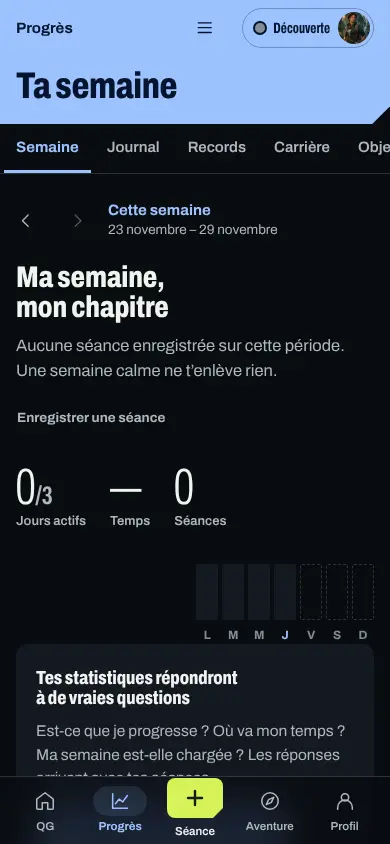 Progrès
Découverte
Ta semaine
Semaine Journal Records Carrière Obje
Cette semaine
23 novembre – 29 novembre
Ma semaine,
mon chapitre
Aucune séance enregistrée sur cette période.
Une semaine calme ne t'enlève rien.
Enregistrer une séance
0/3 — 0
Jours actifs Temps Séances
L M M J V S D
Tes statistiques répondront
à de vraies questions
Est-ce que je progresse ? Où va mon temps ?
Ma semaine est-elle chargée ? Les réponses
QG Progrès Séance Aventure Profil